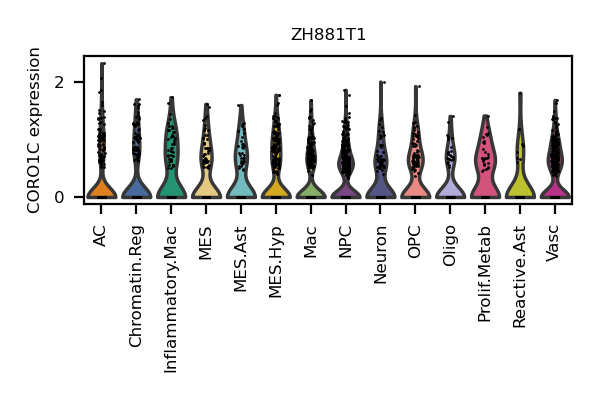 ZH881T1
CORO1C expression
2
0
AC
Chromatin.Reg
Inflammatory.Mac
MES
MES.Ast
MES.Hyp
Mac
NPC
Neuron
OPC
Oligo
Prolif.Metab
Reactive.Ast
Vasc